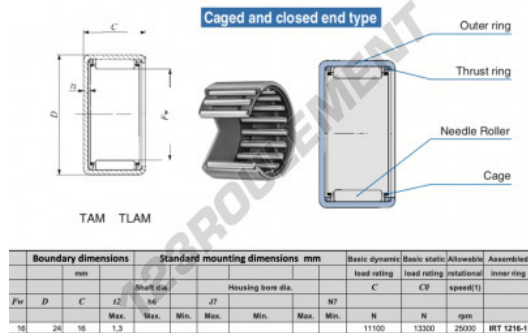 Caged and closed end type
C
t2
D
Fw
TAM TLAM
Outer ring
Thrust ring
Needle Roller
Cage
123ROULEMENT
Boundary dimensions Standard mounting dimensions mm Basic dynamic Basic static Allowable Assembled
mm load rating load rating rotational inner ring
Shaft dia. Housing bore dia. C C0 speed(1)
Fw D C t2 h6 J7 N7
Max. Max. Min. Max. Min. Max. Min. N N rpm
16 24 16 1,3 11100 13300 25000 IRT 1216-1